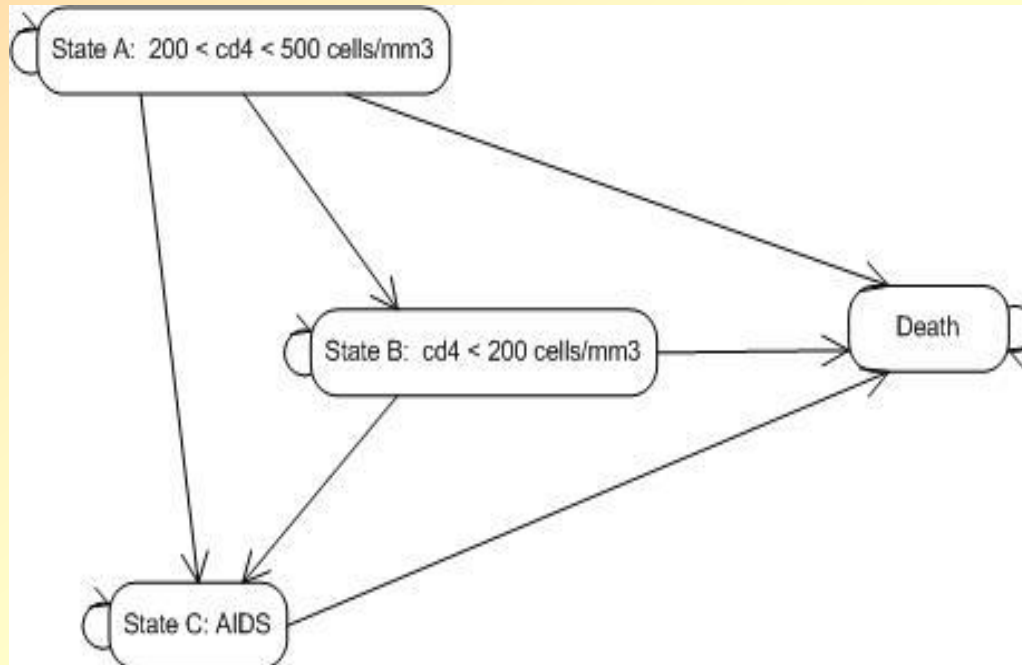 State A: 200 < cd4 < 500 cells/mm3
State B: cd4 < 200 cells/mm3
Death
State C: AIDS